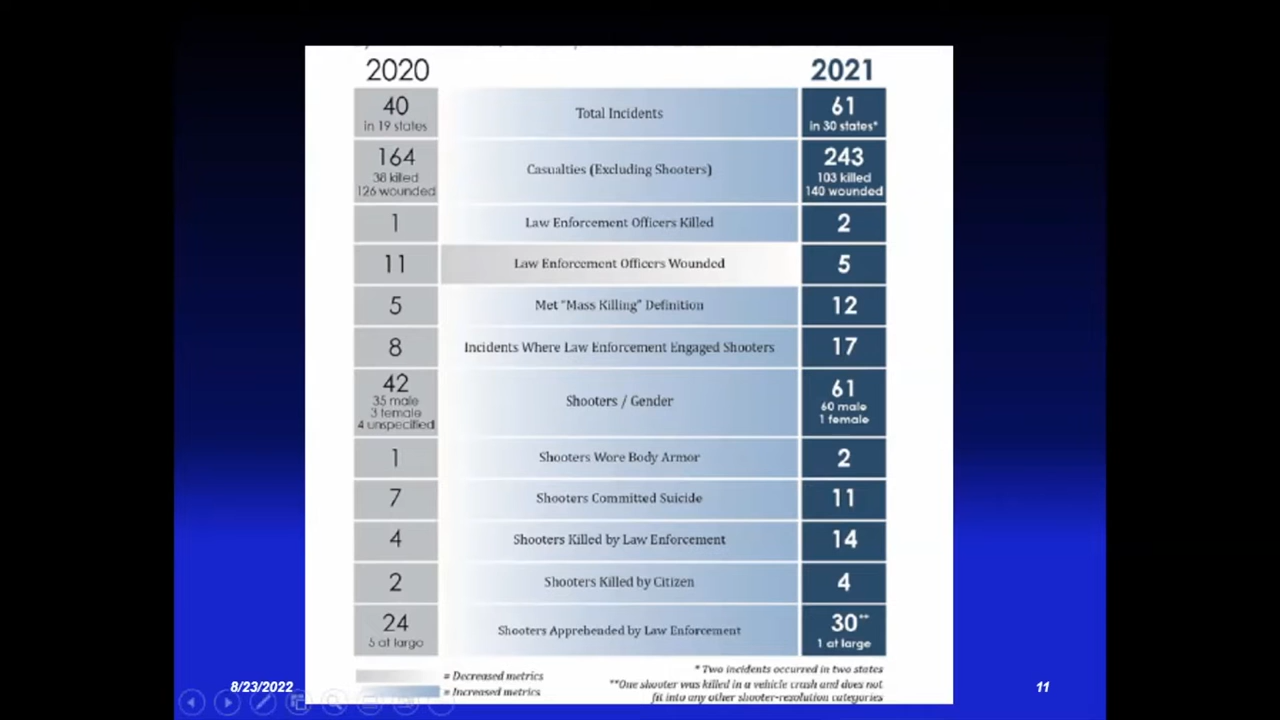 2020 2021
40 Total Incidents 61
in 19 states in 30 states*
164 Casualties (Excluding Shooters) 243
38 killed 103 killed
126 wounded 140 wounded
1 Law Enforcement Officers Killed 2
11 Law Enforcement Officers Wounded 5
5 Met "Mass Killing" Definition 12
8 Incidents Where Law Enforcement Engaged Shooters 17
42 Shooters / Gender 61
35 male 60 male
3 female 1 female
4 unspecified
1 Shooters Wore Body Armor 2
7 Shooters Committed Suicide 11
4 Shooters Killed by Law Enforcement 14
2 Shooters Killed by Citizen 4
24 Shooters Apprehended by Law Enforcement 30**
5 at large 1 at large
= Decreased metrics
= Increased metrics
* Two incidents occurred in two states
**One shooter was killed in a vehicle crash and does not
fit into any other shooter-resolution categories
8/23/2022 11